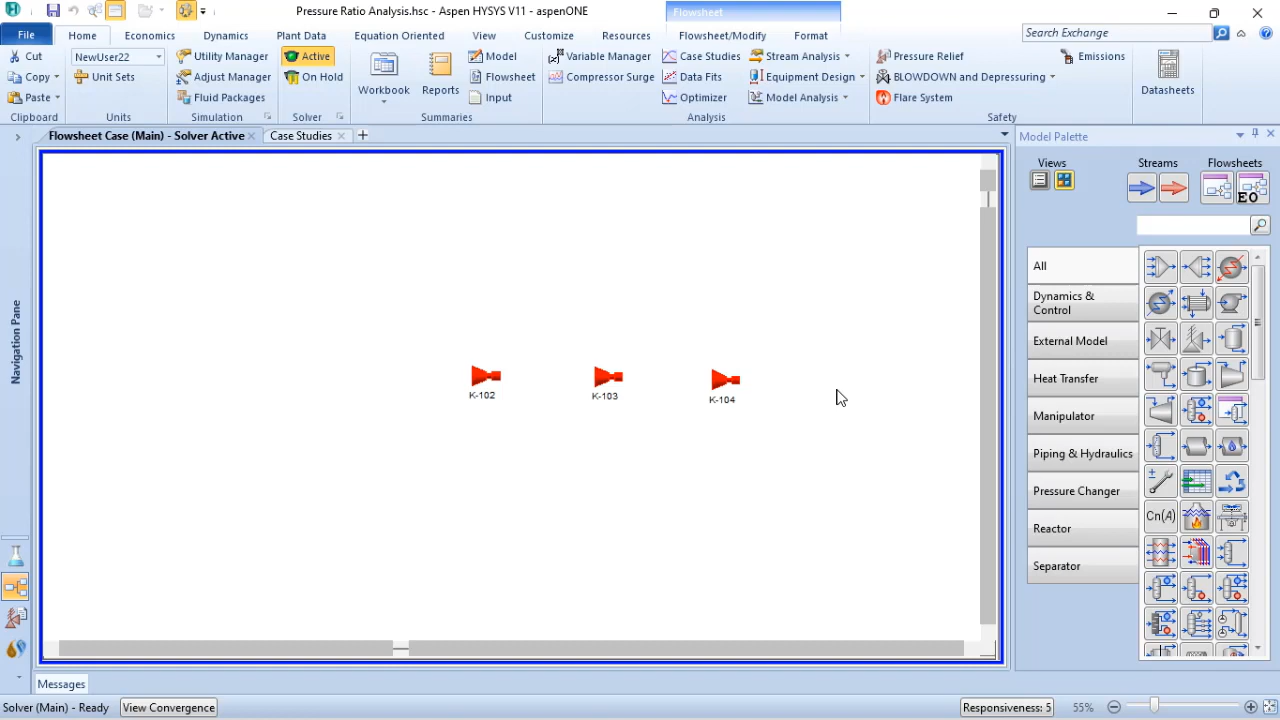 Pressure Ratio Analysis.hsc - Aspen HYSYS V11 - aspenONE
Flowsheet
File
Home
Economics
Dynamics
Plant Data
Equation Oriented
View
Customize
Resources
Flowsheet/Modify
Format
Search Exchange
Cut
Copy
Paste
Clipboard
NewUser22
Unit Sets
Units
Utility Manager
Adjust Manager
Fluid Packages
Simulation
Active
On Hold
Solver
Workbook
Reports
Model
Flowsheet
Input
Summaries
Variable Manager
Compressor Surge
Case Studies
Data Fits
Optimizer
Stream Analysis
Equipment Design
Model Analysis
Analysis
Pressure Relief
BLOWDOWN and Depressuring
Flare System
Emissions
Safety
Datasheets
Flowsheet Case (Main) - Solver Active
Case Studies
Navigation Pane
K-102
K-103
K-104
Model Palette
Views
Streams
Flowsheets
EO
All
Dynamics &
Control
External Model
Heat Transfer
Manipulator
Piping & Hydraulics
Pressure Changer
Reactor
Separator
Cn(A)
Messages
Solver (Main) - Ready
View Convergence
Responsiveness: 5
55%